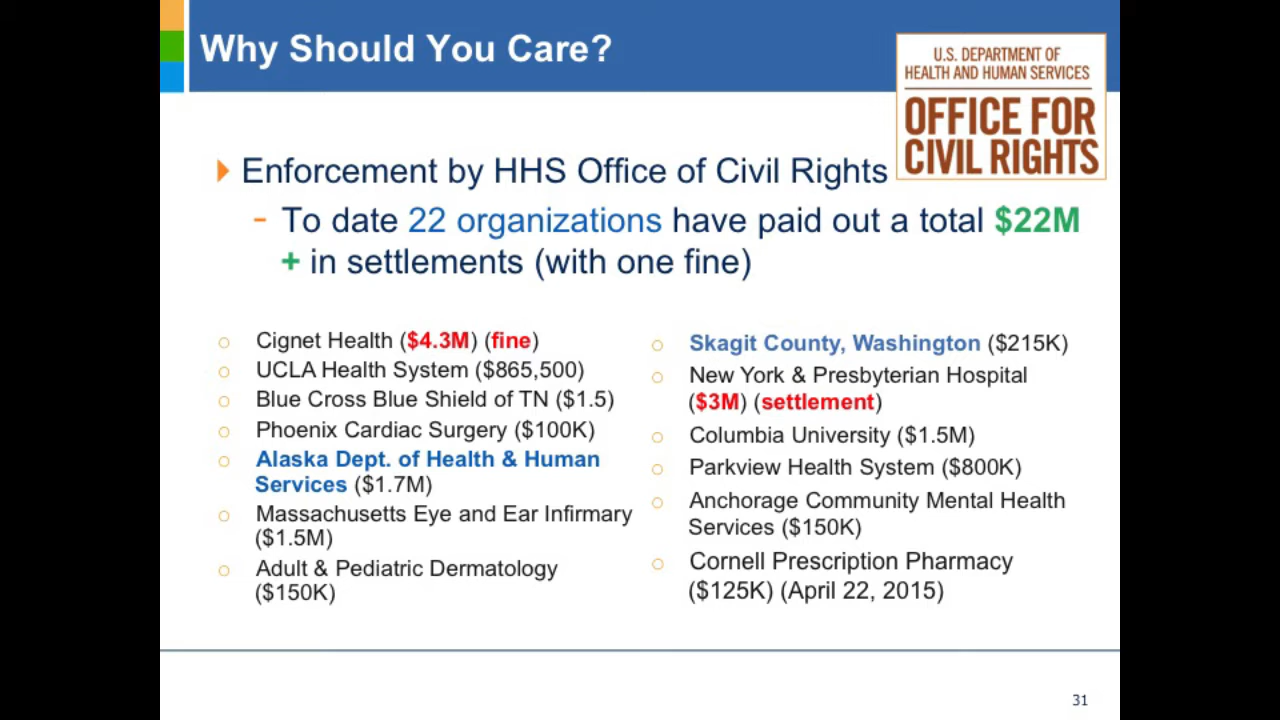 Why Should You Care?
U.S. DEPARTMENT OF
HEALTH AND HUMAN SERVICES
OFFICE FOR
CIVIL RIGHTS
Enforcement by HHS Office of Civil Rights
- To date 22 organizations have paid out a total $22M
+ in settlements (with one fine)
Cignet Health ($4.3M) (fine)
UCLA Health System ($865,500)
Blue Cross Blue Shield of TN ($1.5)
Phoenix Cardiac Surgery ($100K)
Alaska Dept. of Health & Human
Services ($1.7M)
Massachusetts Eye and Ear Infirmary
($1.5M)
Adult & Pediatric Dermatology
($150K)
Skagit County, Washington ($215K)
New York & Presbyterian Hospital
($3M) (settlement)
Columbia University ($1.5M)
Parkview Health System ($800K)
Anchorage Community Mental Health
Services ($150K)
Cornell Prescription Pharmacy
($125K) (April 22, 2015)
31